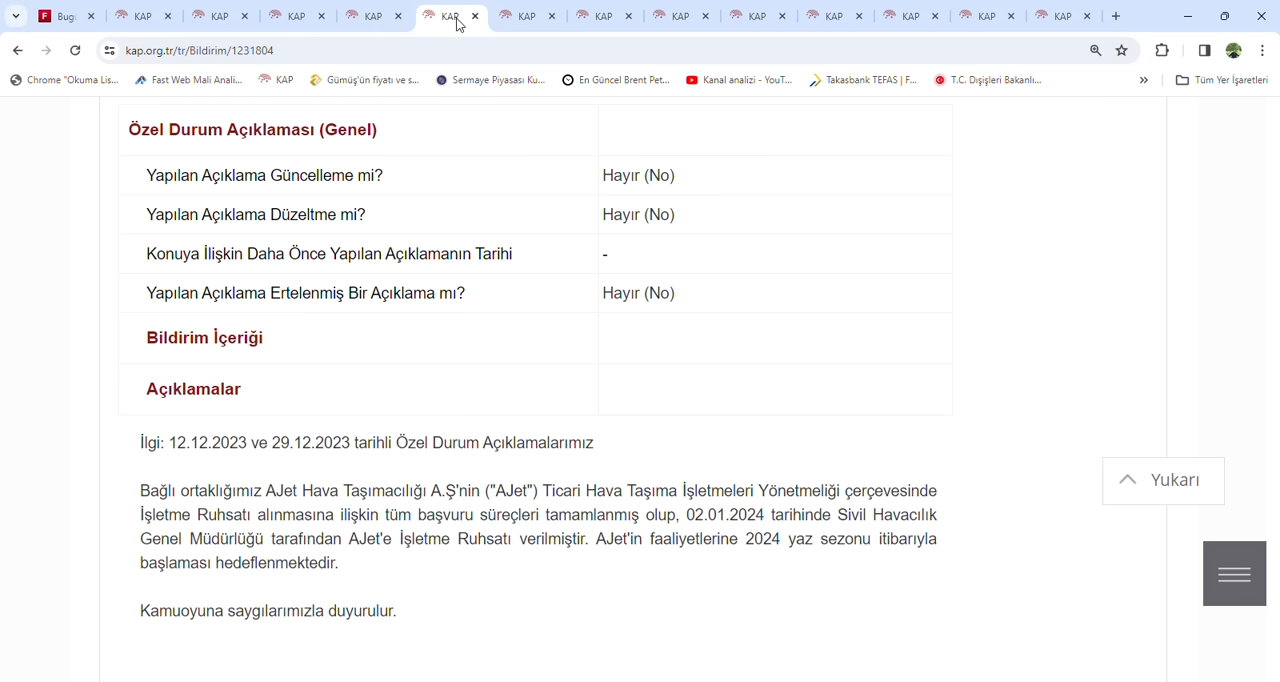 Bugü
KAP
KAP
KAP
KAP
KAP
KAP
KAP
KAP
KAP
KAP
KAP
KAP
KAP
kap.org.tr/tr/Bildirim/1231804
Chrome "Okuma Lis...
Fast Web Mali Anali...
KAP
Gümüş'ün fiyatı ve s...
Sermaye Piyasası Ku...
En Güncel Brent Pet...
Kanal analizi - YouT...
Takasbank TEFAS | F...
T.C. Dışişleri Bakanlı...
Tüm Yer İşaretleri
Özel Durum Açıklaması (Genel)
Yapılan Açıklama Güncelleme mi? Hayır (No)
Yapılan Açıklama Düzeltme mi? Hayır (No)
Konuya İlişkin Daha Önce Yapılan Açıklamanın Tarihi -
Yapılan Açıklama Ertelenmiş Bir Açıklama mı? Hayır (No)
Bildirim İçeriği
Açıklamalar
İlgi: 12.12.2023 ve 29.12.2023 tarihli Özel Durum Açıklamalarımız
Bağlı ortaklığımız AJet Hava Taşımacılığı A.Ş'nin ("AJet") Ticari Hava Taşıma İşletmeleri Yönetmeliği çerçevesinde
İşletme Ruhsatı alınmasına ilişkin tüm başvuru süreçleri tamamlanmış olup, 02.01.2024 tarihinde Sivil Havacılık
Genel Müdürlüğü tarafından AJet'e İşletme Ruhsatı verilmiştir. AJet'in faaliyetlerine 2024 yaz sezonu itibarıyla
başlaması hedeflenmektedir.
Kamuoyuna saygılarımızla duyurulur.
Yukarı